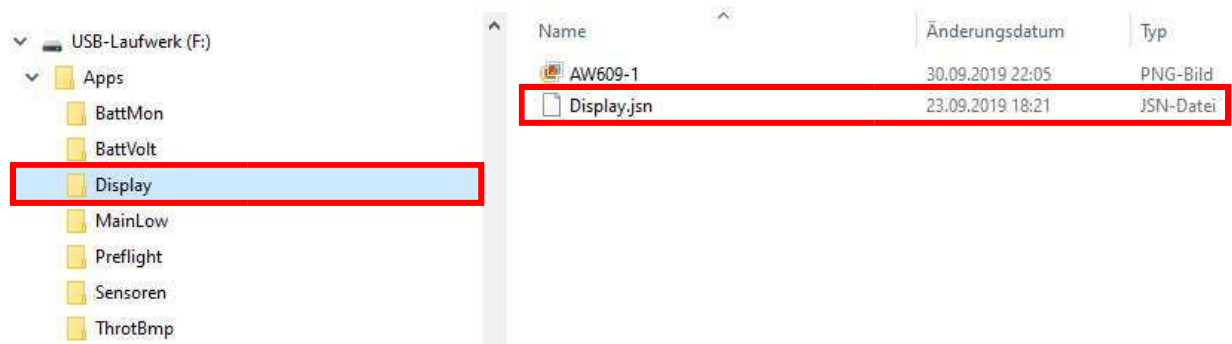 USB-Laufwerk (F:)
Apps
BattMon
BattVolt
Display
MainLow
Preflight
Sensoren
ThrotBmp
Name Änderungsdatum Typ
AW609-1 30.09.2019 22:05 PNG-Bild
Display.jsn 23.09.2019 18:21 JSN-Datei